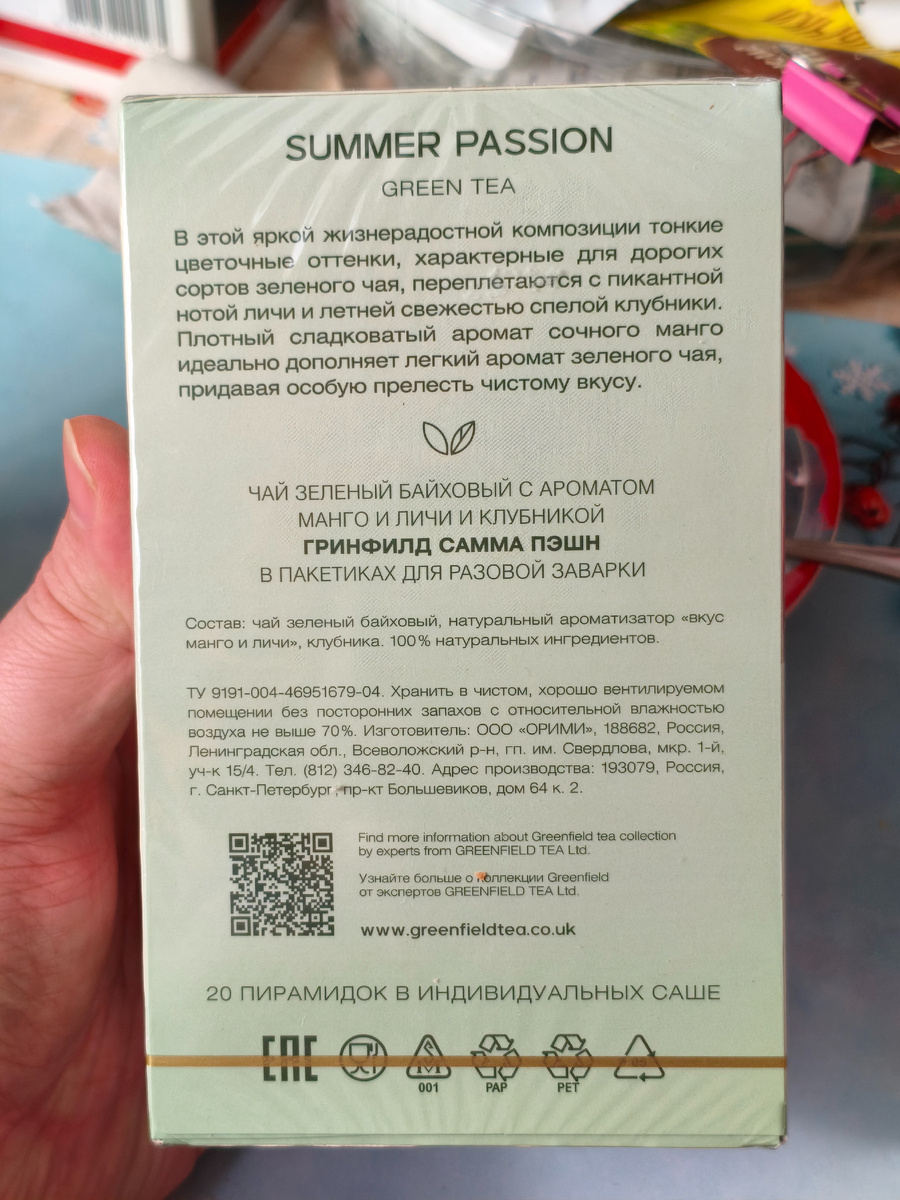 SUMMER PASSION
GREEN TEA
В этой яркой жизнерадостной композиции тонкие
цветочные оттенки, характерные для дорогих
сортов зеленого чая, переплетаются с пикантной
нотой личи и летней свежестью спелой клубники.
Плотный сладковатый аромат сочного манго
идеально дополняет легкий аромат зеленого чая,
придавая особую прелесть чистому вкусу.
ЧАЙ ЗЕЛЕНЫЙ БАЙХОВЫЙ С АРОМАТОМ
МАНГО И ЛИЧИ И КЛУБНИКОЙ
ГРИНФИЛД САММА ПЭШН
В ПАКЕТИКАХ ДЛЯ РАЗОВОЙ ЗАВАРКИ
Состав: чай зеленый байховый, натуральный ароматизатор «вкус
манго и личи», клубника. 100% натуральных ингредиентов.
ТУ 9191-004-46951679-04. Хранить в чистом, хорошо вентилируемом
помещении без посторонних запахов с относительной влажностью
воздуха не выше 70%. Изготовитель: ООО «ОРИМИ», 188682, Россия,
Ленинградская обл., Всеволожский р-н, гп. им. Свердлова, мкр. 1-й,
уч-к 15/4. Тел. (812) 346-82-40. Адрес производства: 193079, Россия,
г. Санкт-Петербург, пр-кт Большевиков, дом 64 к. 2.
Find more information about Greenfield tea collection
by experts from GREENFIELD TEA Ltd.
Узнайте больше о коллекции Greenfield
от экспертов GREENFIELD TEA Ltd.
www.greenfieldtea.co.uk
20 ПИРАМИДОК В ИНДИВИДУАЛЬНЫХ САШЕ
ЕАС
001 PAP PET